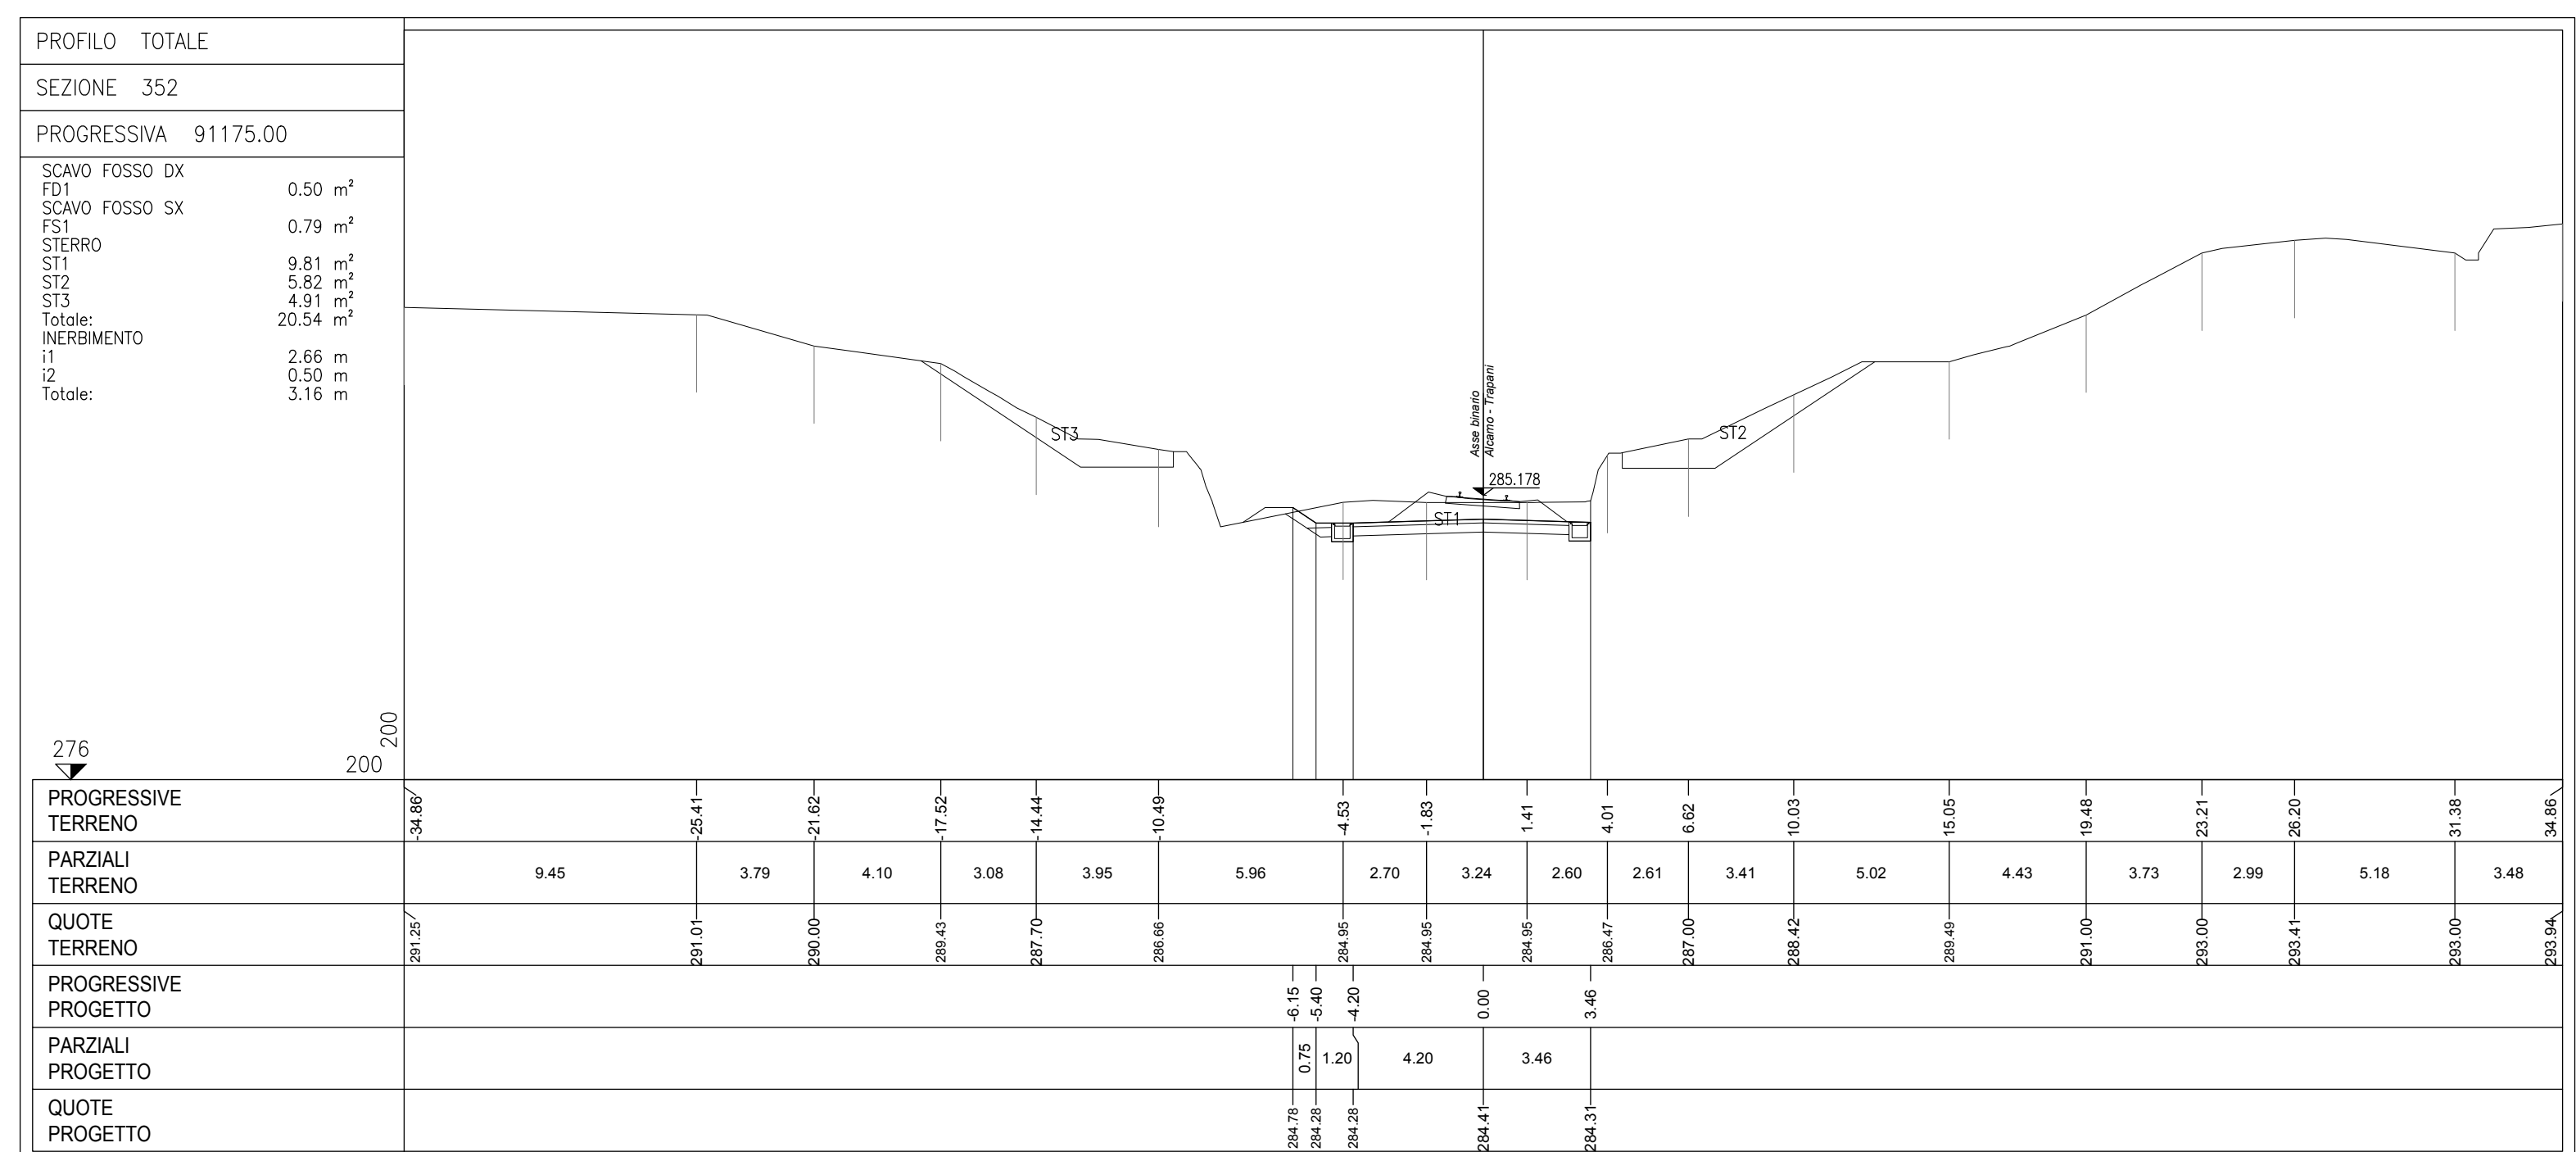 PROFILO TOTALE
SEZIONE 352
PROGRESSIVA 91175.00
SCAVO FOSSO DX
FD1 0.50 m²
SCAVO FOSSO SX
FS1 0.79 m²
STERRO
ST1 9.81 m²
ST2 5.82 m²
ST3 4.91 m²
Totale: 20.54 m²
INERBIMENTO
i1 2.66 m
i2 0.50 m
Totale: 3.16 m
ST3
Asse binario
Alcamo - Trapani
285.178
ST2
ST1
276
200
200
PROGRESSIVE
TERRENO
-34.86 -25.41 -21.62 -17.52 -14.44 -10.49 -4.53 -1.83 1.41 4.01 6.62 10.03 15.05 19.48 23.21 26.20 31.38 34.86
PARZIALI
TERRENO
9.45 3.79 4.10 3.08 3.95 5.96 2.70 3.24 2.60 2.61 3.41 5.02 4.43 3.73 2.99 5.18 3.48
QUOTE
TERRENO
291.25 291.01 290.00 289.43 287.70 286.66 284.95 284.95 284.95 286.47 287.00 288.42 289.49 291.00 293.00 293.41 293.00 293.94
PROGRESSIVE
PROGETTO
-6.15 -5.40 -4.20 0.00 3.46
PARZIALI
PROGETTO
0.75 1.20 4.20 3.46
QUOTE
PROGETTO
284.78 284.28 284.28 284.41 284.31